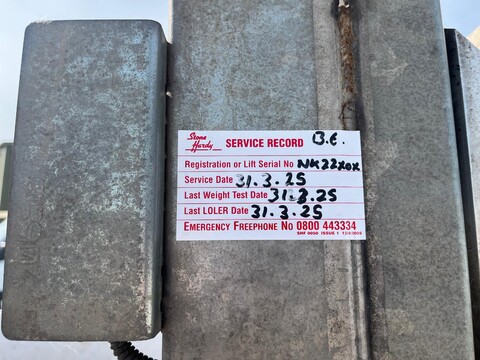 Stone Hardy SERVICE RECORD B.E.
Registration or Lift Serial No NK22XOX
Service Date 31.3.25
Last Weight Test Date 31.3.25
Last LOLER Date 31.3.25
EMERGENCY FREEPHONE NO 0800 443334